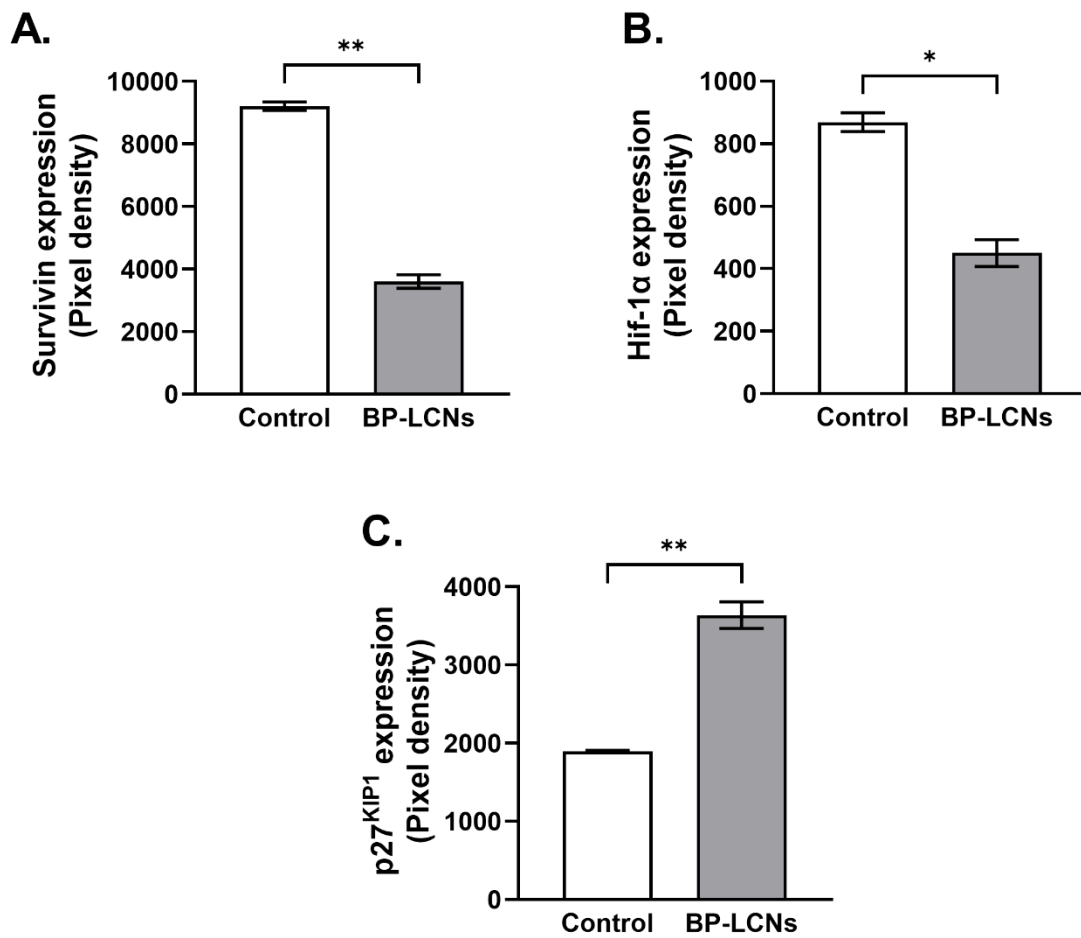 A.
**
Survivin expression
(Pixel density)
10000
8000
6000
4000
2000
0
Control BP-LCNs
B.
*
Hif-1α expression
(Pixel density)
1000
800
600
400
200
0
Control BP-LCNs
C.
**
p27^KIP1 expression
(Pixel density)
4000
3000
2000
1000
0
Control BP-LCNs